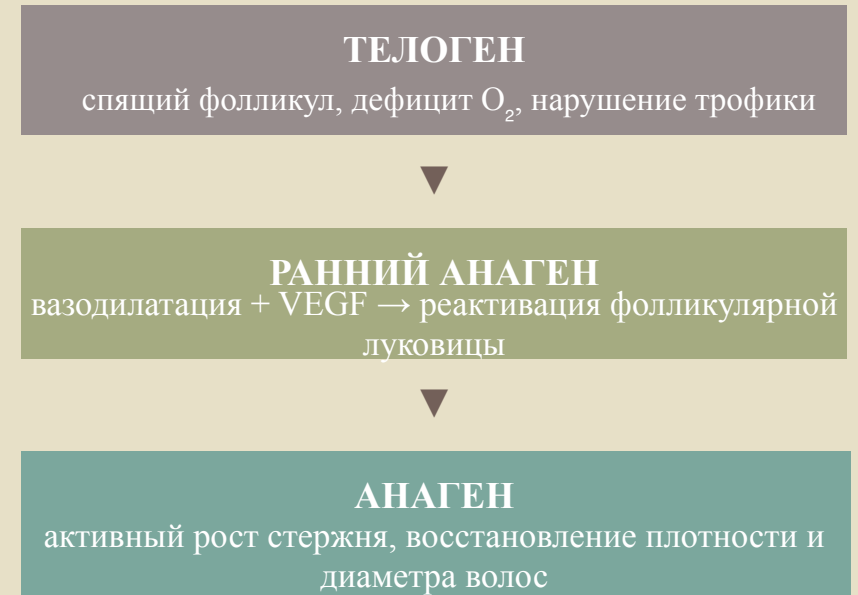 ТЕЛОГЕН
спящий фолликул, дефицит O₂, нарушение трофики
▼
РАННИЙ АНАГЕН
вазодилатация + VEGF → реактивация фолликулярной
луковицы
▼
АНАГЕН
активный рост стержня, восстановление плотности и
диаметра волос